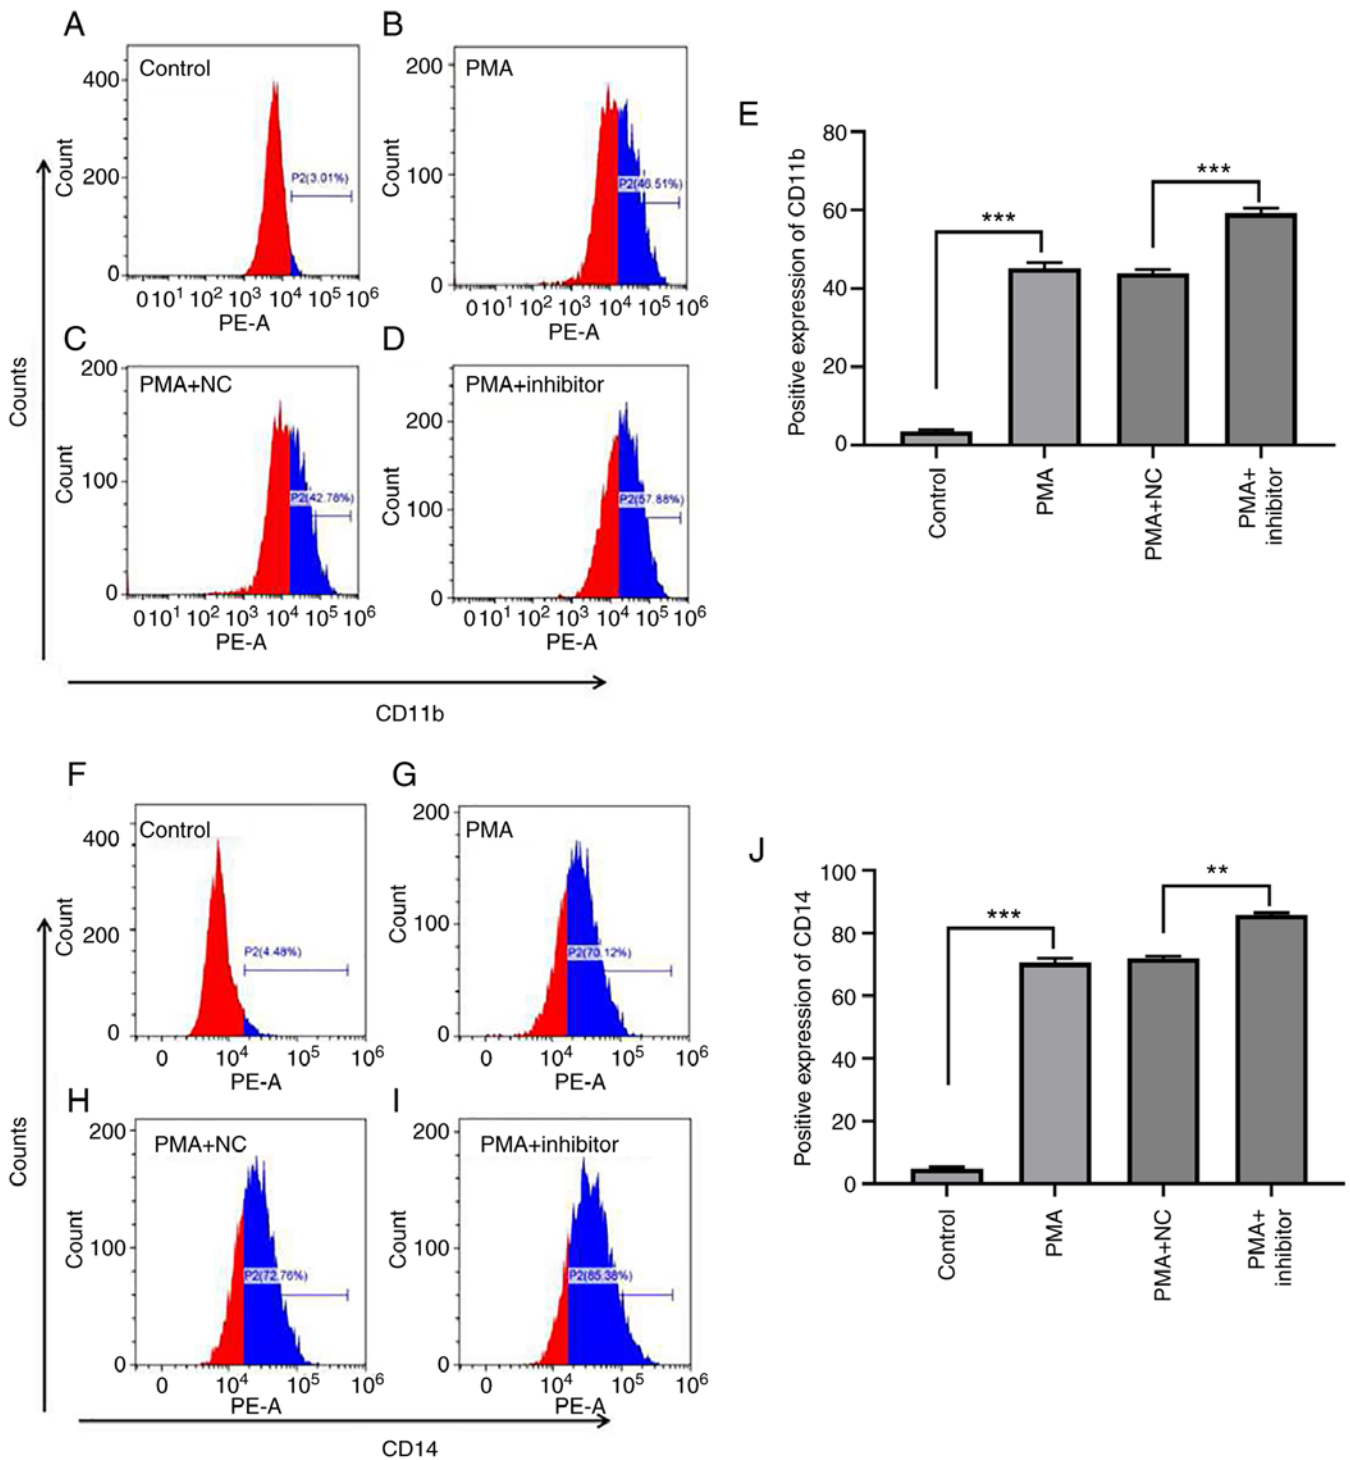 A
Control
400
200
0
Count
P2(3.01%)
0 10¹ 10² 10³ 10⁴ 10⁵ 10⁶
PE-A
B
PMA
200
100
0
Count
P2(46.51%)
0 10¹ 10² 10³ 10⁴ 10⁵ 10⁶
PE-A
C
PMA+NC
200
100
0
Count
P2(42.78%)
0 10¹ 10² 10³ 10⁴ 10⁵ 10⁶
PE-A
D
PMA+inhibitor
200
100
0
Count
P2(57.88%)
0 10¹ 10² 10³ 10⁴ 10⁵ 10⁶
PE-A
Counts
CD11b
E
Positive expression of CD11b
80
60
40
20
0
***
***
Control
PMA
PMA+NC
PMA+
inhibitor
F
Control
400
200
0
Count
P2(4.48%)
0 10⁴ 10⁵ 10⁶
PE-A
G
PMA
200
100
0
Count
P2(70.12%)
0 10⁴ 10⁵ 10⁶
PE-A
H
PMA+NC
200
100
0
Count
P2(72.76%)
0 10⁴ 10⁵ 10⁶
PE-A
I
PMA+inhibitor
200
100
0
Count
P2(85.38%)
0 10⁴ 10⁵ 10⁶
PE-A
Counts
CD14
J
Positive expression of CD14
100
80
60
40
20
0
***
**
Control
PMA
PMA+NC
PMA+
inhibitor